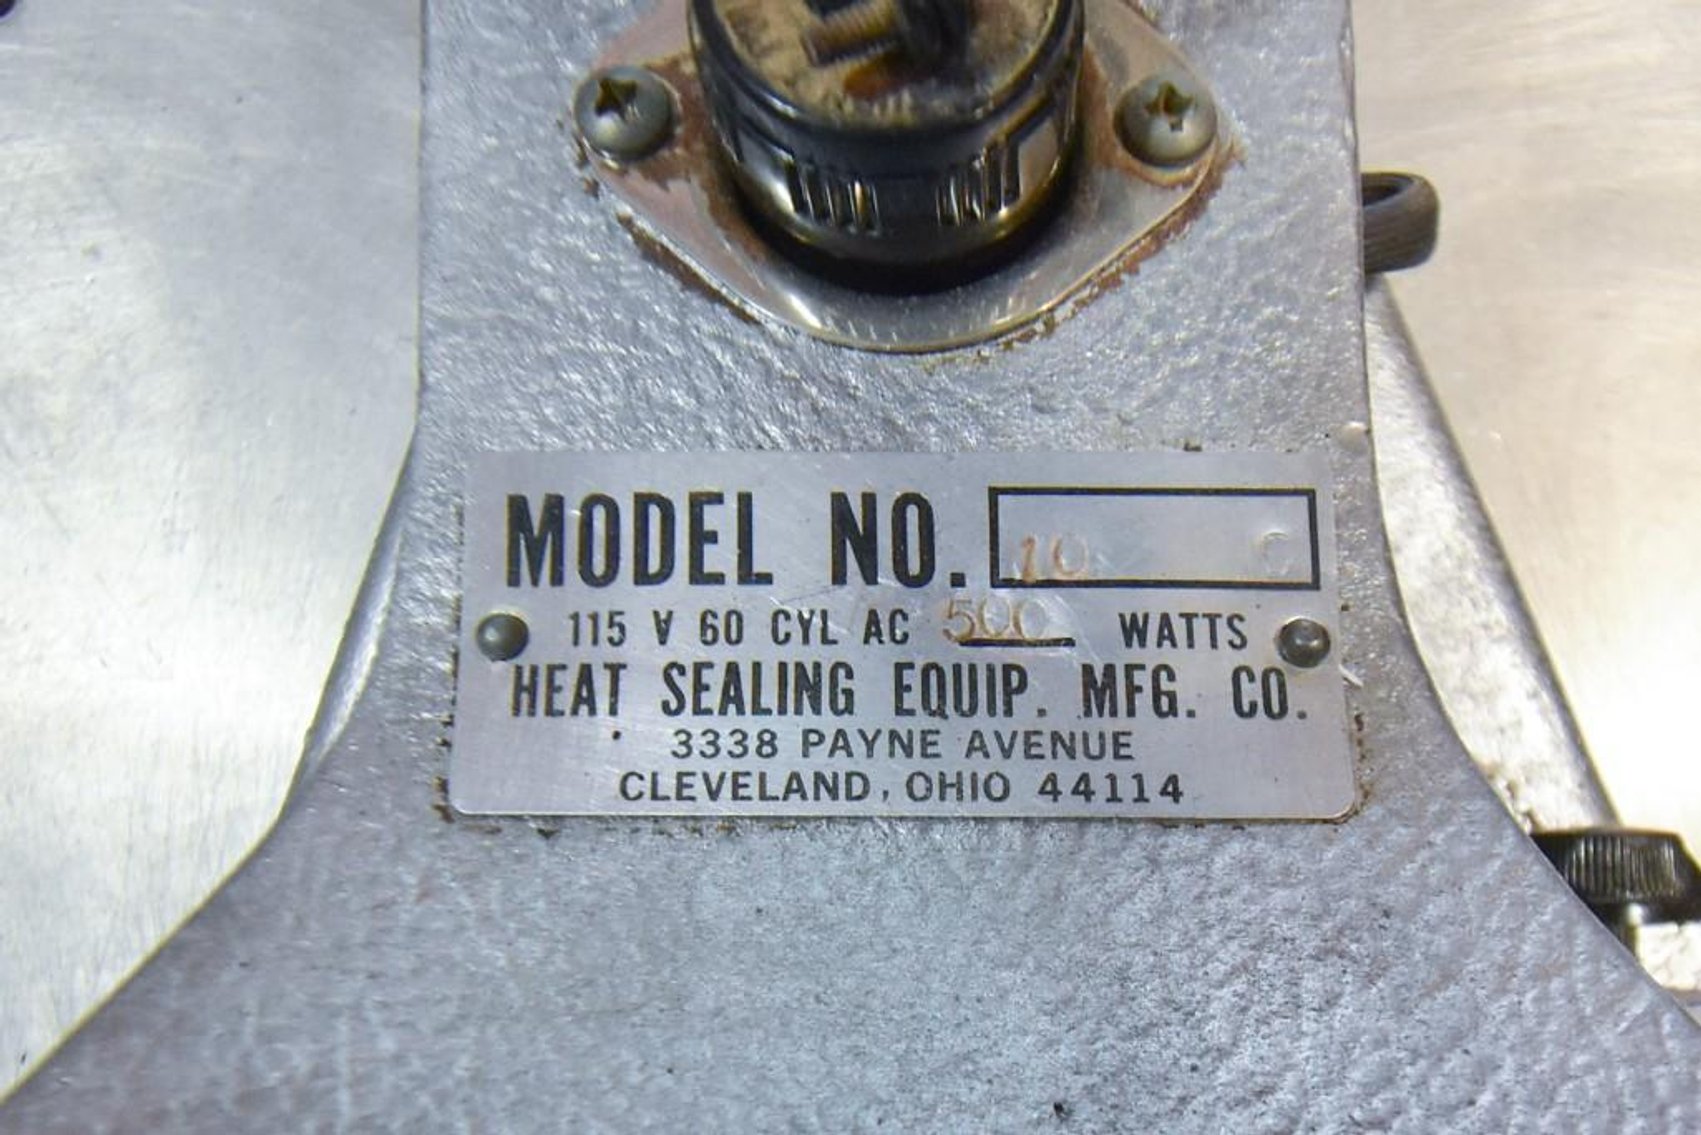 MODEL NO. 10 C
115 V 60 CYL AC 500 WATTS
HEAT SEALING EQUIP. MFG. CO.
3338 PAYNE AVENUE
CLEVELAND, OHIO 44114